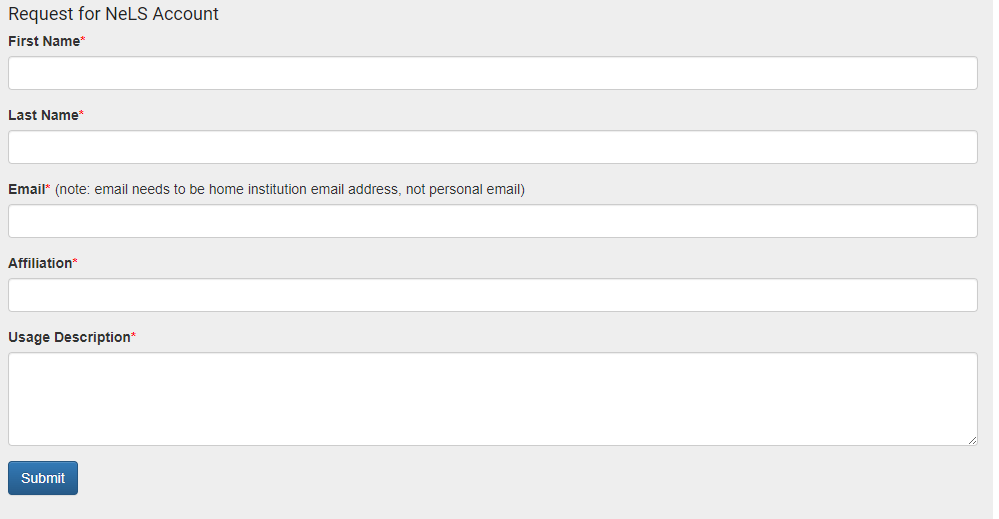 Request for NeLS Account
First Name*
Last Name*
Email* (note: email needs to be home institution email address, not personal email)
Affiliation*
Usage Description*
Submit